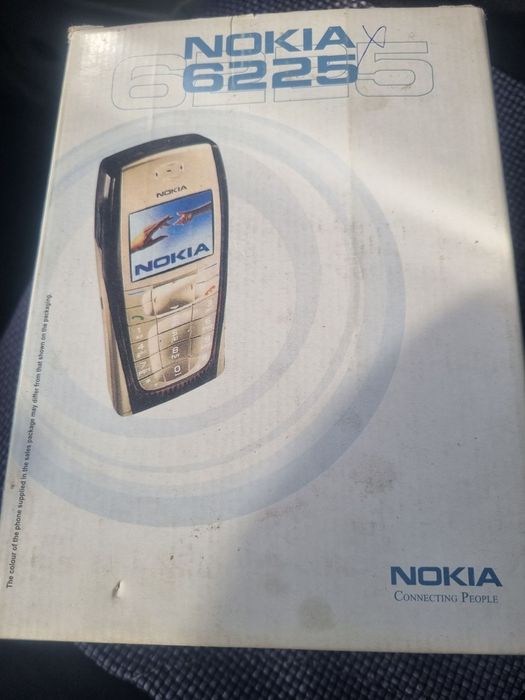 NOKIA
6225
6225
NOKIA
NOKIA
The colour of the phone supplied in the sales package may differ from that shown on the packaging.
NOKIA
CONNECTING PEOPLE